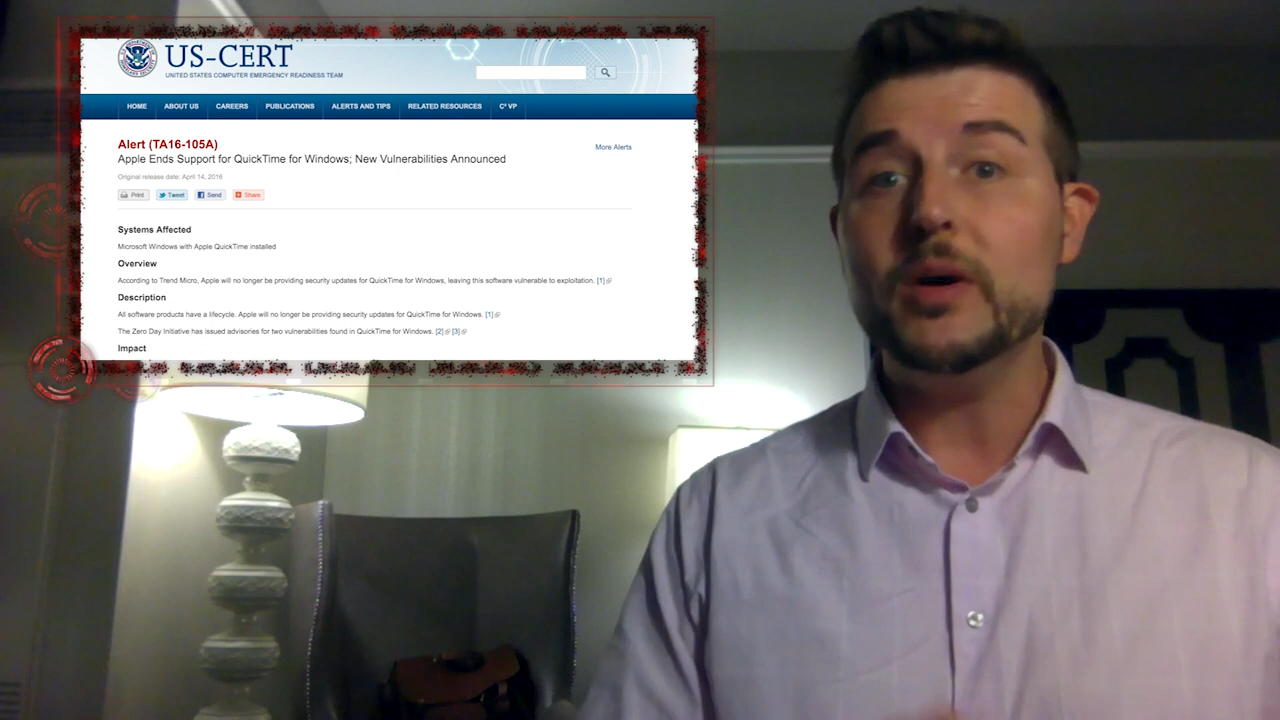 US-CERT
UNITED STATES COMPUTER EMERGENCY READINESS TEAM
HOME ABOUT US CAREERS PUBLICATIONS ALERTS AND TIPS RELATED RESOURCES C³ VP
Alert (TA16-105A)
More Alerts
Apple Ends Support for QuickTime for Windows; New Vulnerabilities Announced
Original release date: April 14, 2016
Print Tweet Send Share
Systems Affected
Microsoft Windows with Apple QuickTime installed
Overview
According to Trend Micro, Apple will no longer be providing security updates for QuickTime for Windows, leaving this software vulnerable to exploitation. [1]
Description
All software products have a lifecycle. Apple will no longer be providing security updates for QuickTime for Windows. [1]
The Zero Day Initiative has issued advisories for two vulnerabilities found in QuickTime for Windows. [2] [3]
Impact